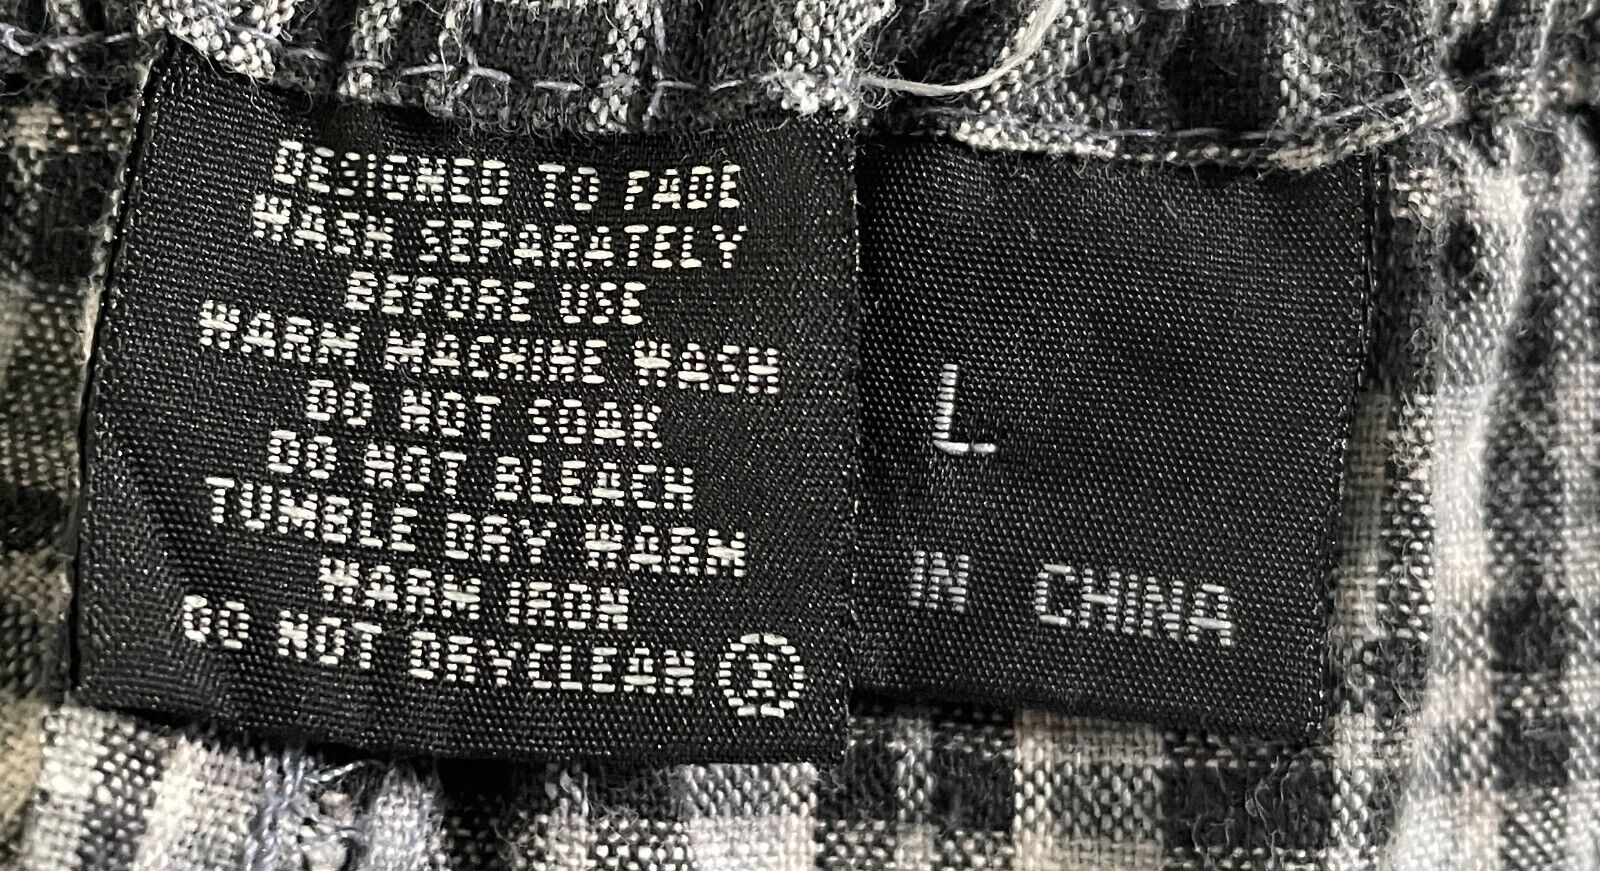 DESIGNED TO FADE
WASH SEPARATELY
BEFORE USE
WARM MACHINE WASH
DO NOT SOAK
DO NOT BLEACH
TUMBLE DRY WARM
WARM IRON
DO NOT DRYCLEAN
L
IN CHINA